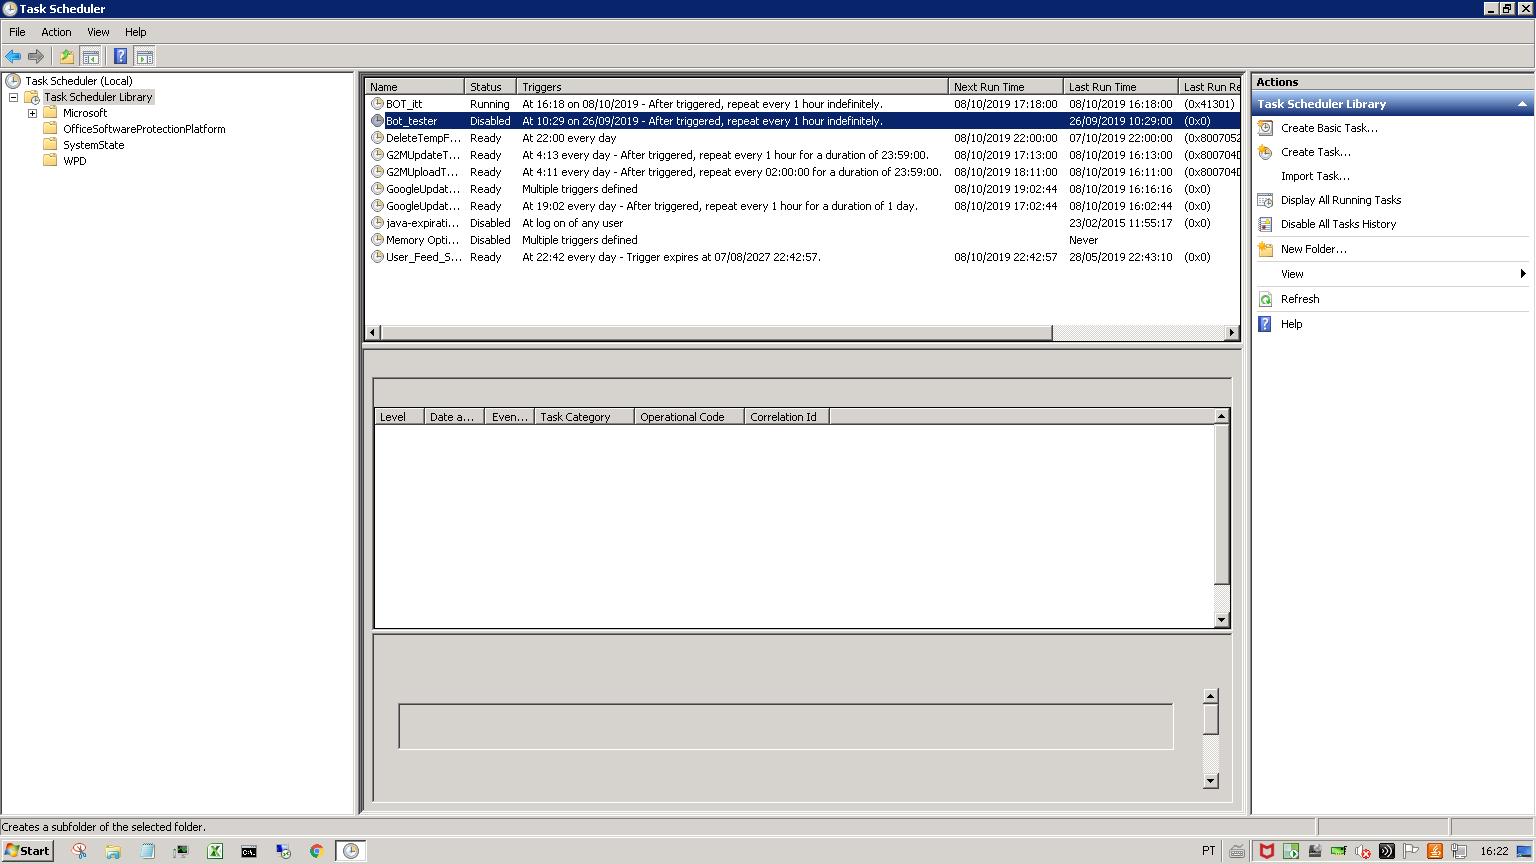 Task Scheduler
File Action View Help
Task Scheduler (Local)
Task Scheduler Library
Microsoft
OfficeSoftwareProtectionPlatform
SystemState
WPD
Name Status Triggers Next Run Time Last Run Time Last Run Re
BOT_itt Running At 16:18 on 08/10/2019 - After triggered, repeat every 1 hour indefinitely. 08/10/2019 17:18:00 08/10/2019 16:18:00 (0x41301)
Bot_tester Disabled At 10:29 on 26/09/2019 - After triggered, repeat every 1 hour indefinitely. 26/09/2019 10:29:00 (0x0)
DeleteTempF... Ready At 22:00 every day 08/10/2019 22:00:00 07/10/2019 22:00:00 (0x8007052
G2MUpdateT... Ready At 4:13 every day - After triggered, repeat every 1 hour for a duration of 23:59:00. 08/10/2019 17:13:00 08/10/2019 16:13:00 (0x800704D
G2MUploadT... Ready At 4:11 every day - After triggered, repeat every 02:00:00 for a duration of 23:59:00. 08/10/2019 18:11:00 08/10/2019 16:11:00 (0x800704D
GoogleUpdat... Ready Multiple triggers defined 08/10/2019 19:02:44 08/10/2019 16:16:16 (0x0)
GoogleUpdat... Ready At 19:02 every day - After triggered, repeat every 1 hour for a duration of 1 day. 08/10/2019 17:02:44 08/10/2019 16:02:44 (0x0)
java-expirati... Disabled At log on of any user 23/02/2015 11:55:17 (0x0)
Memory Opti... Disabled Multiple triggers defined Never
User_Feed_S... Ready At 22:42 every day - Trigger expires at 07/08/2027 22:42:57. 08/10/2019 22:42:57 28/05/2019 22:43:10 (0x0)
Level Date a... Even... Task Category Operational Code Correlation Id
Actions
Task Scheduler Library
Create Basic Task...
Create Task...
Import Task...
Display All Running Tasks
Disable All Tasks History
New Folder...
View
Refresh
Help
Creates a subfolder of the selected folder.
Start PT 16:22